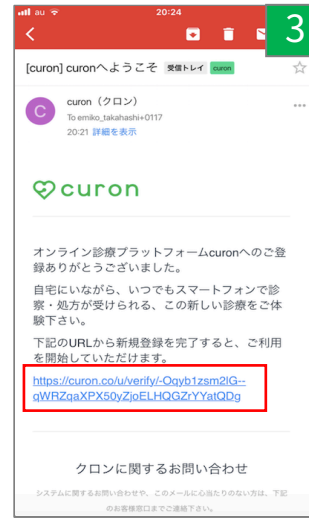 au 20:24
3
[curon] curonへようこそ 受信トレイ curon
C
curon（クロン）
To emiko_takahashi+0117
20:21 詳細を表示
curon
オンライン診療プラットフォームcuronへのご登
録ありがとうございました。
自宅にいながら、いつでもスマートフォンで診
察・処方が受けられる、この新しい診療をご体
験下さい。
下記のURLから新規登録を完了すると、ご利用
を開始していただけます。
https://curon.co/u/verify/-Oqyb1zsm2lG--
qWRZqaXPX50yZjoELHQGZrYYatQDg
クロンに関するお問い合わせ
システムに関するお問い合わせや、このメールに心当たりのない方は、下記
のお客様窓口までご連絡下さい。